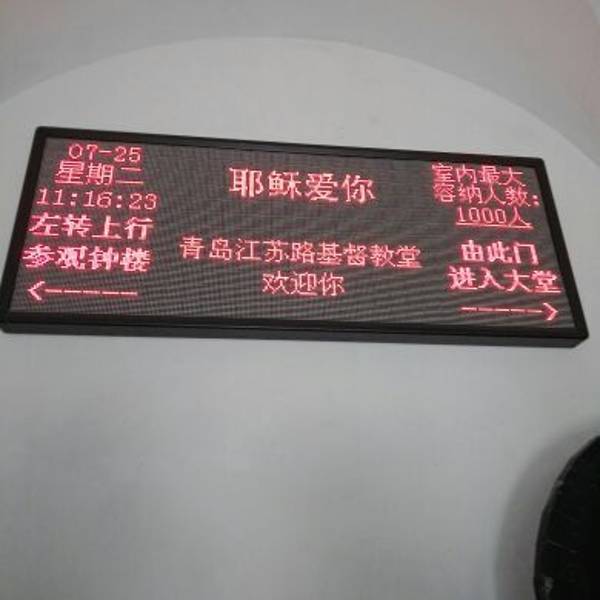 07-25
星期二
11:16:23
左转上行
参观钟楼
<------
耶稣爱你
青岛江苏路基督教堂
欢迎你
室内最大
容纳人数:
1000人
由此门
进入大堂
----->